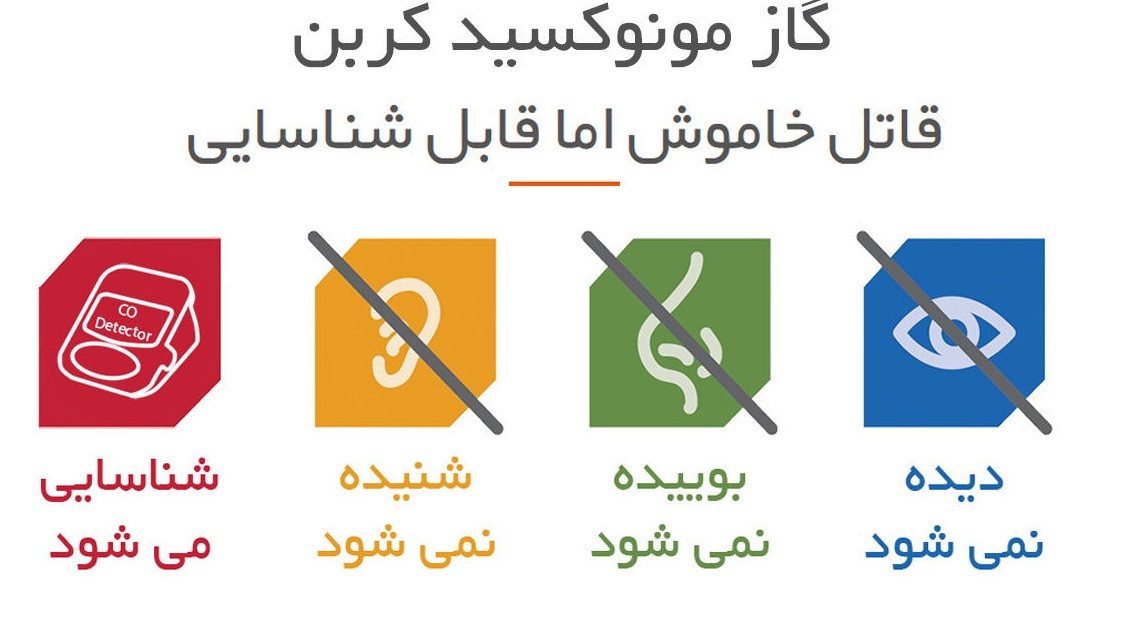 گاز مونوکسید کربن
قاتل خاموش اما قابل شناسایی
دیده
نمی شود
بوییده
نمی شود
شنیده
نمی شود
CO
Detector
شناسایی
می شود